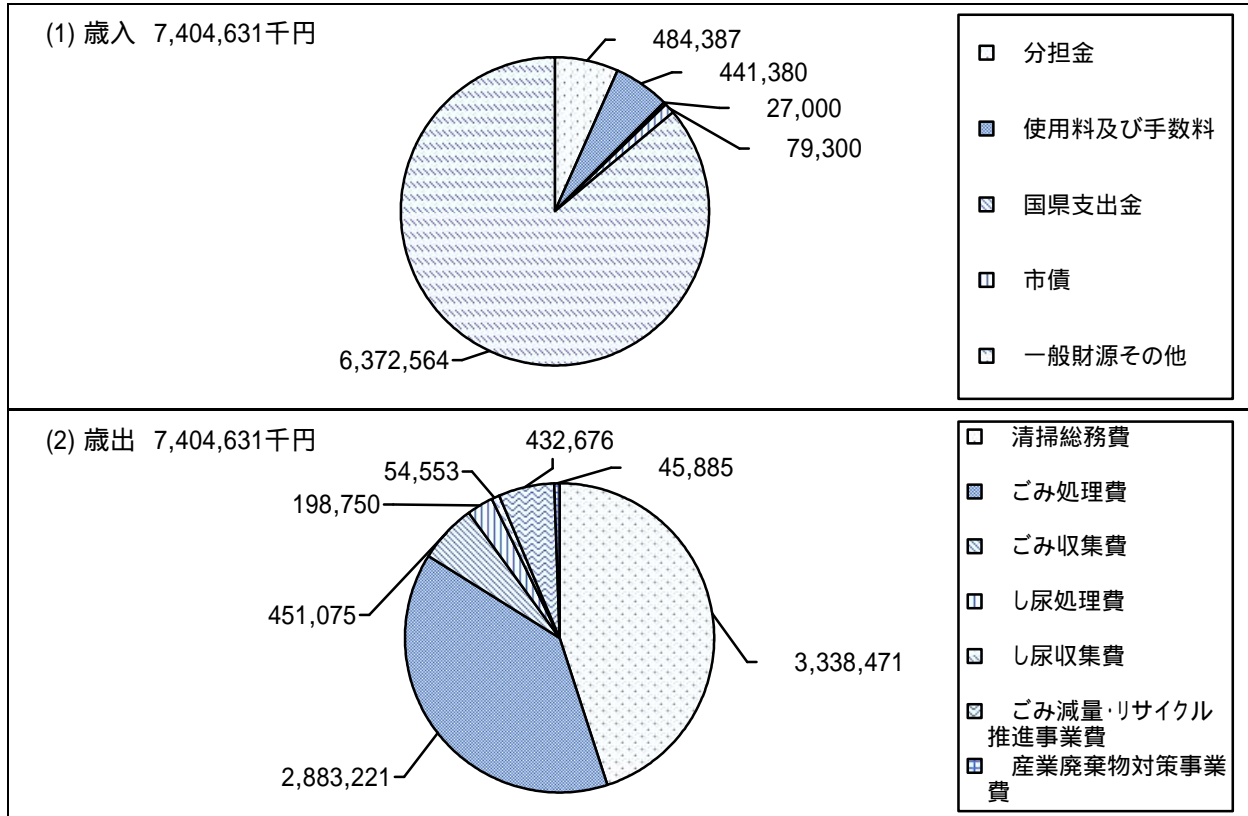 (1) 歳入 7,404,631千円
484,387
441,380
27,000
79,300
6,372,564
分担金
使用料及び手数料
国県支出金
市債
一般財源その他
(2) 歳出 7,404,631千円
432,676
45,885
54,553
198,750
451,075
3,338,471
2,883,221
清掃総務費
ごみ処理費
ごみ収集費
し尿処理費
し尿収集費
ごみ減量・リサイクル
推進事業費
産業廃棄物対策事業
費